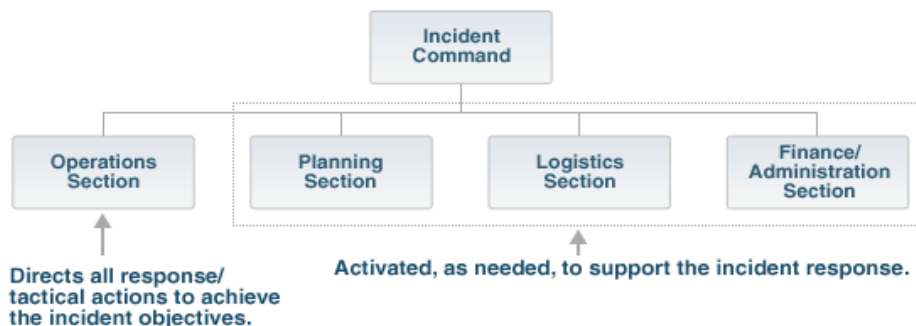 Incident
Command
Operations
Section
Planning
Section
Logistics
Section
Finance/
Administration
Section
Directs all response/
tactical actions to achieve
the incident objectives.
Activated, as needed, to support the incident response.